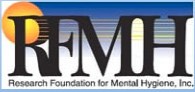 RFMH
Research Foundation for Mental Hygiene, Inc.